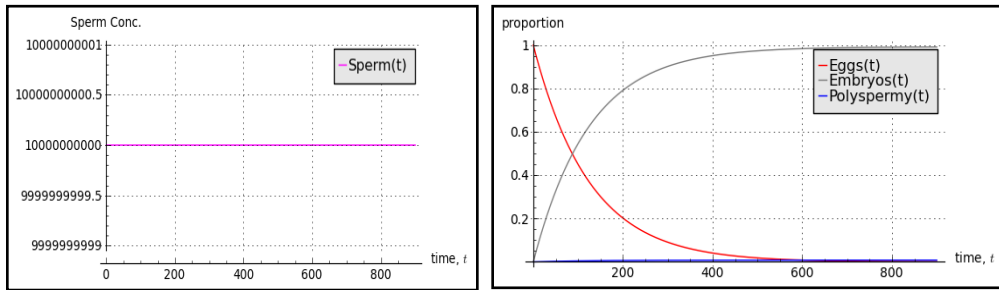 Sperm Conc.
10000000001
10000000000.5
10000000000
9999999999.5
9999999999
0
200
400
600
800
time, t
Sperm(t)
proportion
1
0.8
0.6
0.4
0.2
200
400
600
800
time, t
Eggs(t)
Embryos(t)
Polyspermy(t)